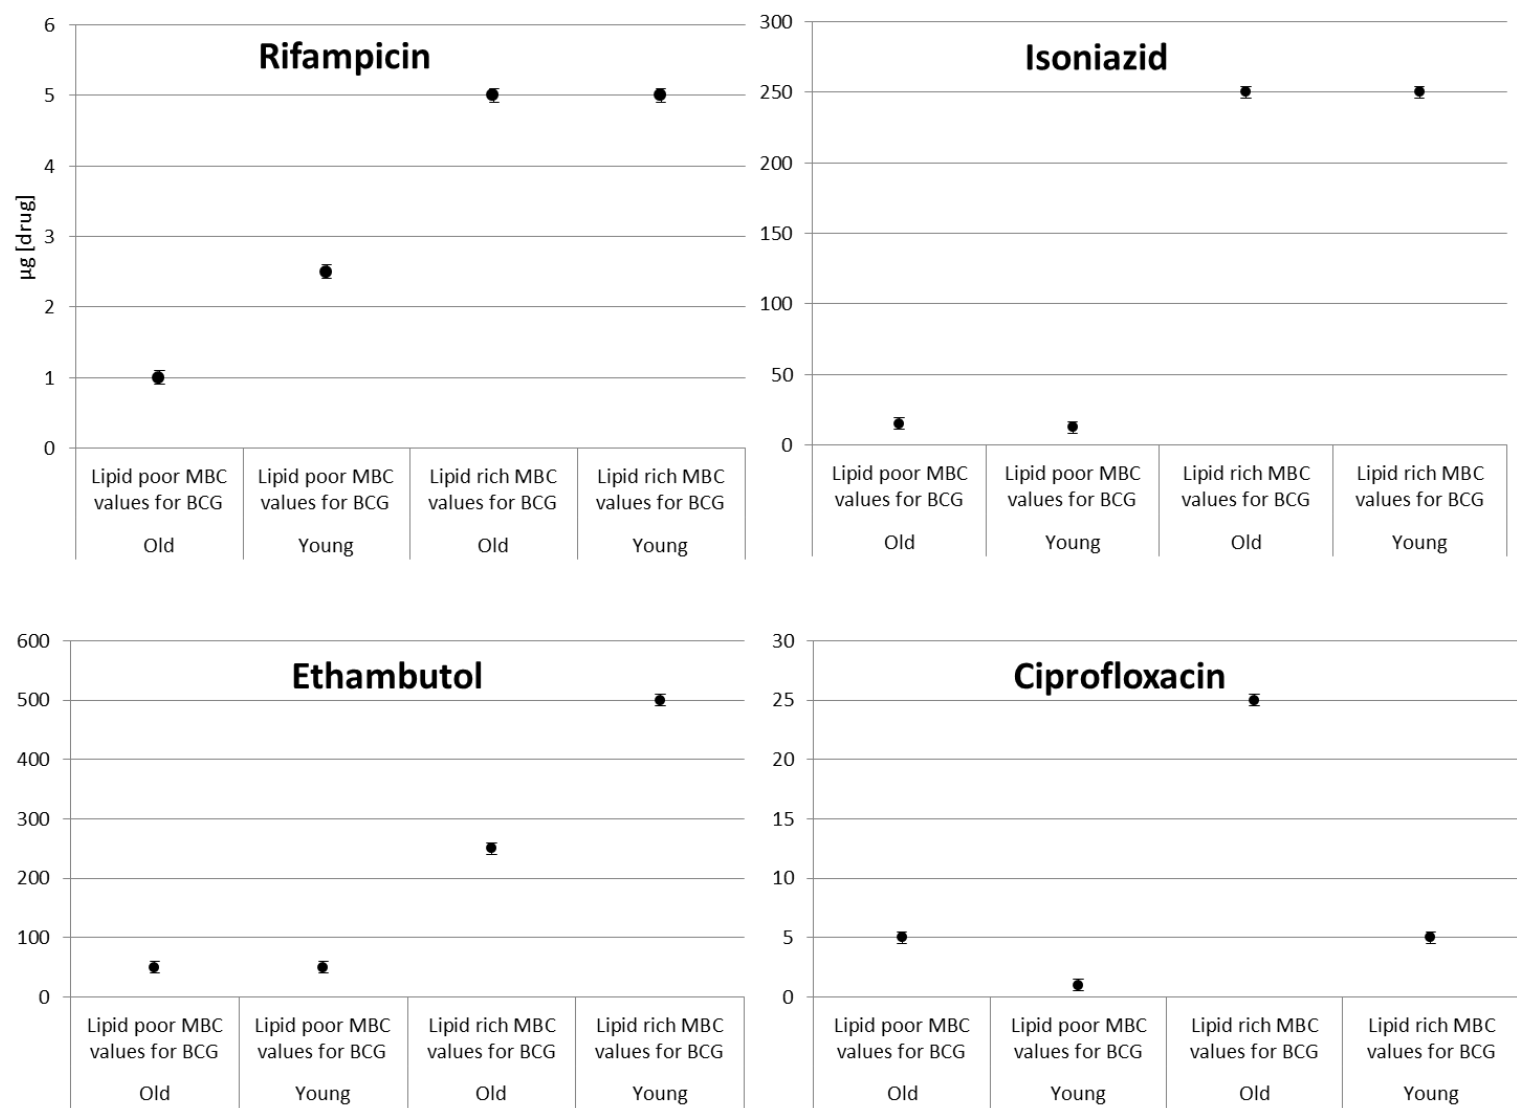 Rifampicin
µg [drug]
6
5
4
3
2
1
0
Lipid poor MBC
values for BCG
Old
Lipid poor MBC
values for BCG
Young
Lipid rich MBC
values for BCG
Old
Lipid rich MBC
values for BCG
Young
Isoniazid
300
250
200
150
100
50
0
Lipid poor MBC
values for BCG
Old
Lipid poor MBC
values for BCG
Young
Lipid rich MBC
values for BCG
Old
Lipid rich MBC
values for BCG
Young
Ethambutol
600
500
400
300
200
100
0
Lipid poor MBC
values for BCG
Old
Lipid poor MBC
values for BCG
Young
Lipid rich MBC
values for BCG
Old
Lipid rich MBC
values for BCG
Young
Ciprofloxacin
30
25
20
15
10
5
0
Lipid poor MBC
values for BCG
Old
Lipid poor MBC
values for BCG
Young
Lipid rich MBC
values for BCG
Old
Lipid rich MBC
values for BCG
Young